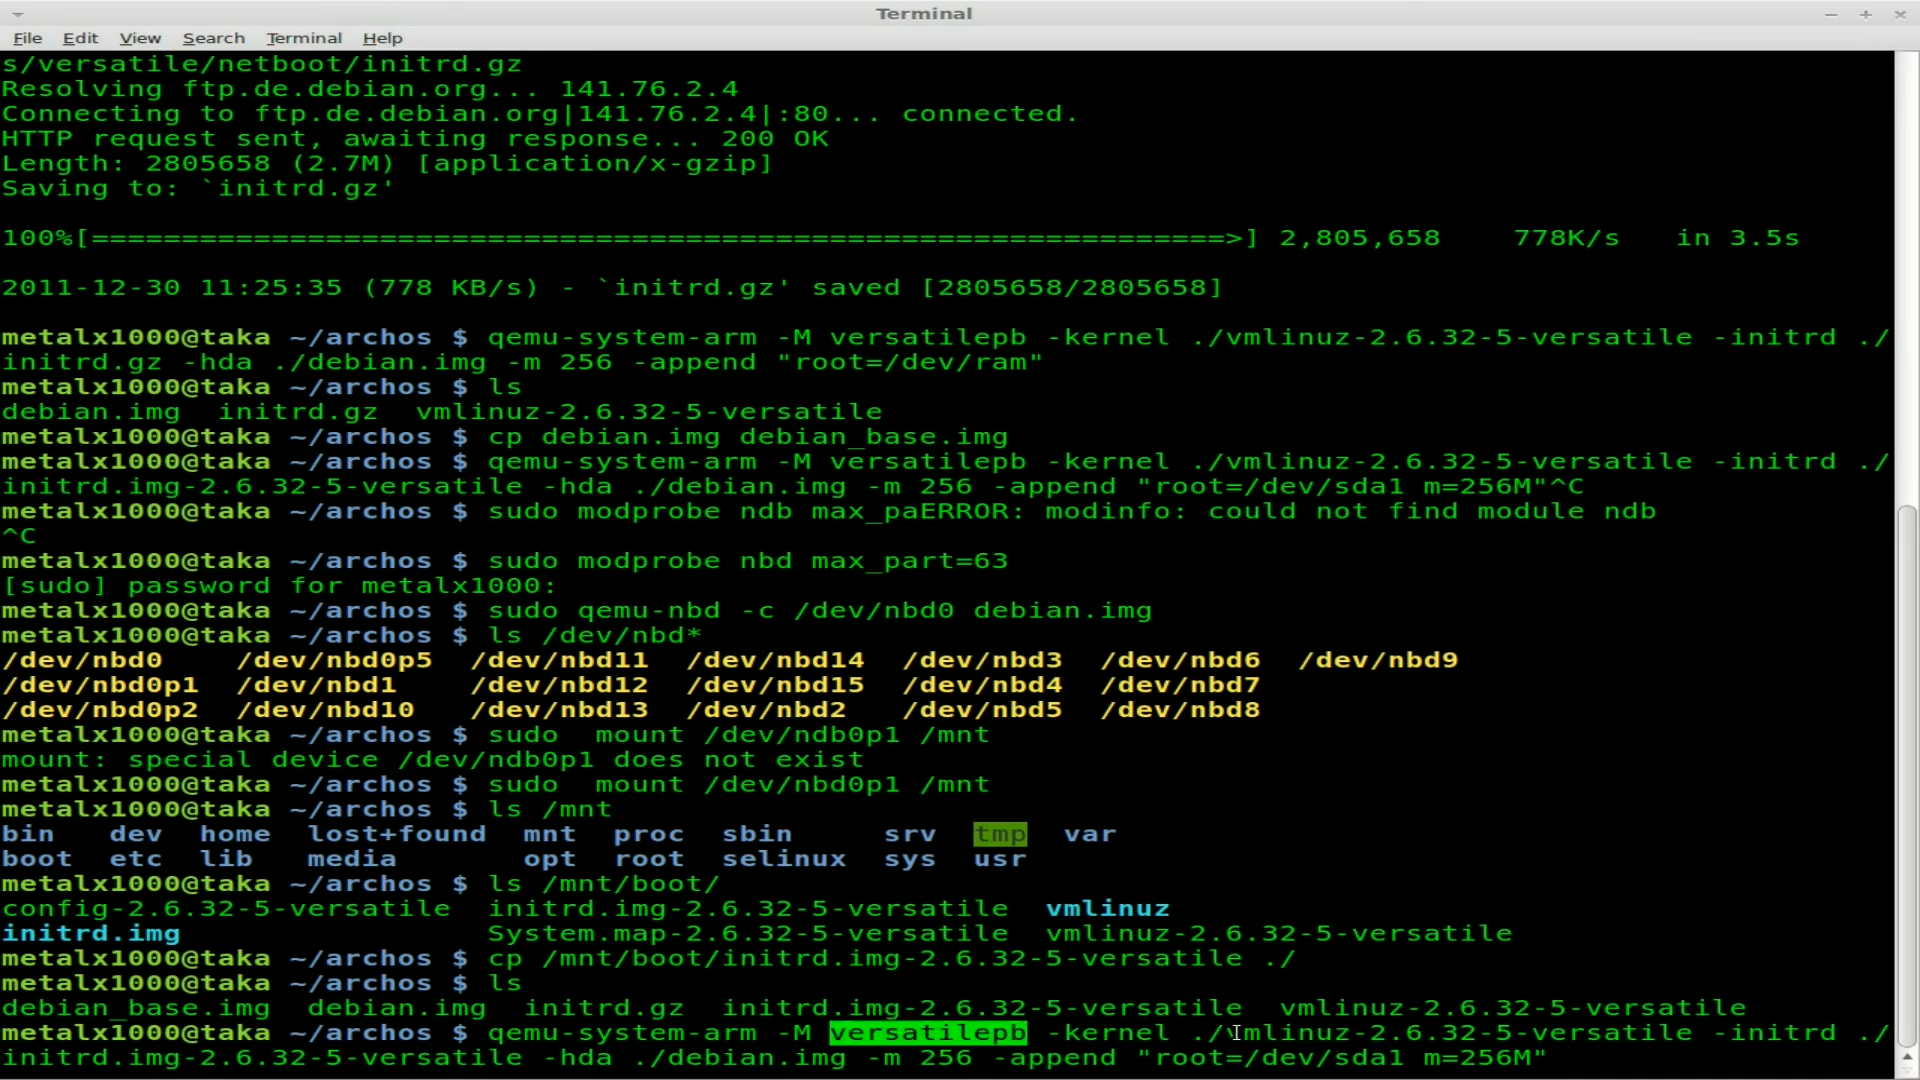 Terminal
File Edit View Search Terminal Help
s/versatile/netboot/initrd.gz
Resolving ftp.de.debian.org... 141.76.2.4
Connecting to ftp.de.debian.org|141.76.2.4|:80... connected.
HTTP request sent, awaiting response... 200 OK
Length: 2805658 (2.7M) [application/x-gzip]
Saving to: `initrd.gz'
100%[===============================================================>] 2,805,658 778K/s in 3.5s
2011-12-30 11:25:35 (778 KB/s) - `initrd.gz' saved [2805658/2805658]
metalx1000@taka ~/archos $ qemu-system-arm -M versatilepb -kernel ./vmlinuz-2.6.32-5-versatile -initrd ./
initrd.gz -hda ./debian.img -m 256 -append "root=/dev/ram"
metalx1000@taka ~/archos $ ls
debian.img initrd.gz vmlinuz-2.6.32-5-versatile
metalx1000@taka ~/archos $ cp debian.img debian_base.img
metalx1000@taka ~/archos $ qemu-system-arm -M versatilepb -kernel ./vmlinuz-2.6.32-5-versatile -initrd ./
initrd.img-2.6.32-5-versatile -hda ./debian.img -m 256 -append "root=/dev/sda1 m=256M"^C
metalx1000@taka ~/archos $ sudo modprobe ndb max_paERROR: modinfo: could not find module ndb
^C
metalx1000@taka ~/archos $ sudo modprobe nbd max_part=63
[sudo] password for metalx1000:
metalx1000@taka ~/archos $ sudo qemu-nbd -c /dev/nbd0 debian.img
metalx1000@taka ~/archos $ ls /dev/nbd*
/dev/nbd0 /dev/nbd0p5 /dev/nbd11 /dev/nbd14 /dev/nbd3 /dev/nbd6 /dev/nbd9
/dev/nbd0p1 /dev/nbd1 /dev/nbd12 /dev/nbd15 /dev/nbd4 /dev/nbd7
/dev/nbd0p2 /dev/nbd10 /dev/nbd13 /dev/nbd2 /dev/nbd5 /dev/nbd8
metalx1000@taka ~/archos $ sudo  mount /dev/ndb0p1 /mnt
mount: special device /dev/ndb0p1 does not exist
metalx1000@taka ~/archos $ sudo  mount /dev/nbd0p1 /mnt
metalx1000@taka ~/archos $ ls /mnt
bin dev home lost+found mnt proc sbin srv tmp var
boot etc lib media opt root selinux sys usr
metalx1000@taka ~/archos $ ls /mnt/boot/
config-2.6.32-5-versatile initrd.img-2.6.32-5-versatile vmlinuz
initrd.img System.map-2.6.32-5-versatile vmlinuz-2.6.32-5-versatile
metalx1000@taka ~/archos $ cp /mnt/boot/initrd.img-2.6.32-5-versatile ./
metalx1000@taka ~/archos $ ls
debian_base.img debian.img initrd.gz initrd.img-2.6.32-5-versatile vmlinuz-2.6.32-5-versatile
metalx1000@taka ~/archos $ qemu-system-arm -M versatilepb -kernel ./vmlinuz-2.6.32-5-versatile -initrd ./
initrd.img-2.6.32-5-versatile -hda ./debian.img -m 256 -append "root=/dev/sda1 m=256M"